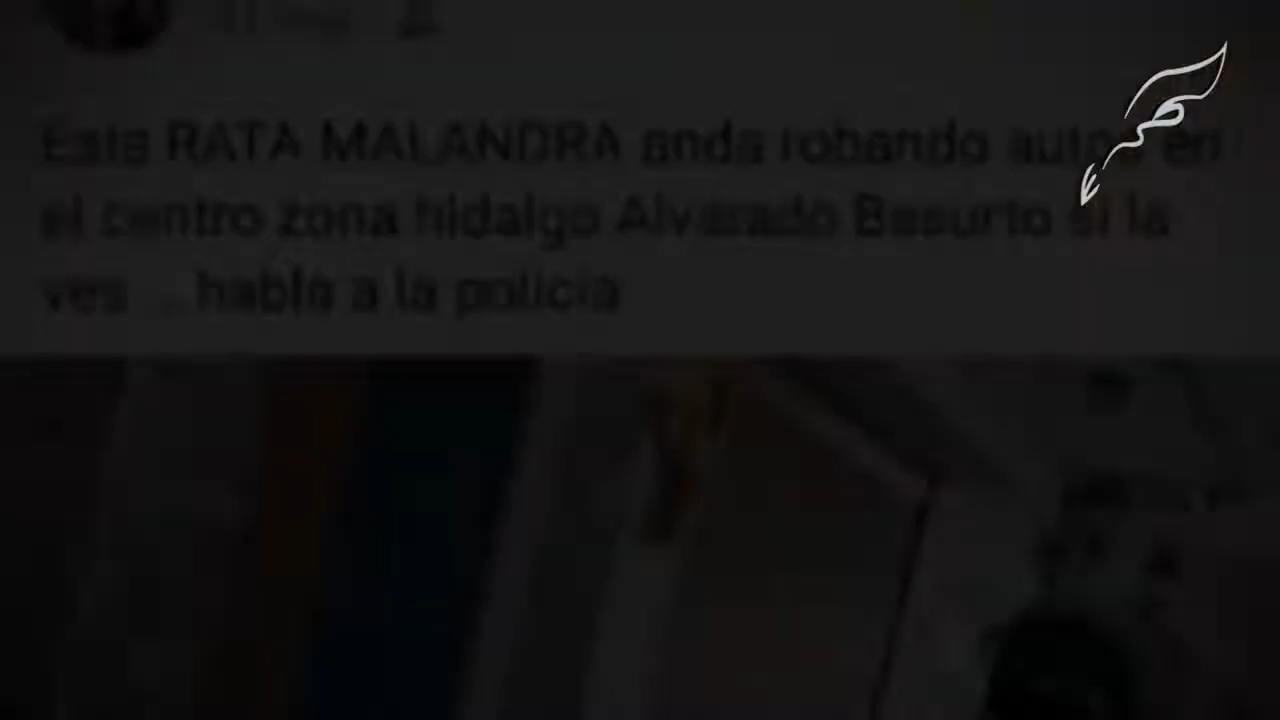 Esta RATA MALANDRA anda robando autos en
el centro zona hidalgo Alvarado Basurto si la
ves ... hable a la policia